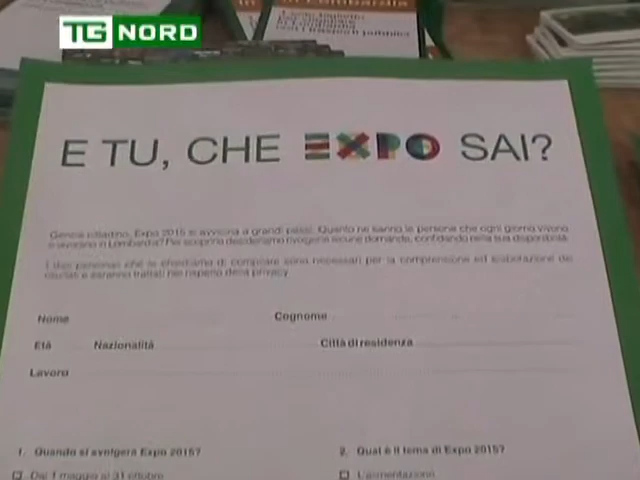 TG NORD
in Lombardia
E TU, CHE EXPO SAI?
Gentile cittadino, Expo 2015 si avvicina a grandi passi. Quanto ne sanno le persone che ogni giorno vivono
e vivranno in Lombardia? Per scoprirlo desideriamo rivolgerle alcune domande, confidando nella sua disponibilità.
I dati personali che le chiediamo di compilare sono necessari per la comprensione ed elaborazione dei
risultati e saranno trattati nel rispetto della privacy.
Nome Cognome
Età Nazionalità Città di residenza
Lavoro
1. Quando si svolgerà Expo 2015? 2. Qual è il tema di Expo 2015?
Dal 1 maggio al 31 ottobre L'alimentazione